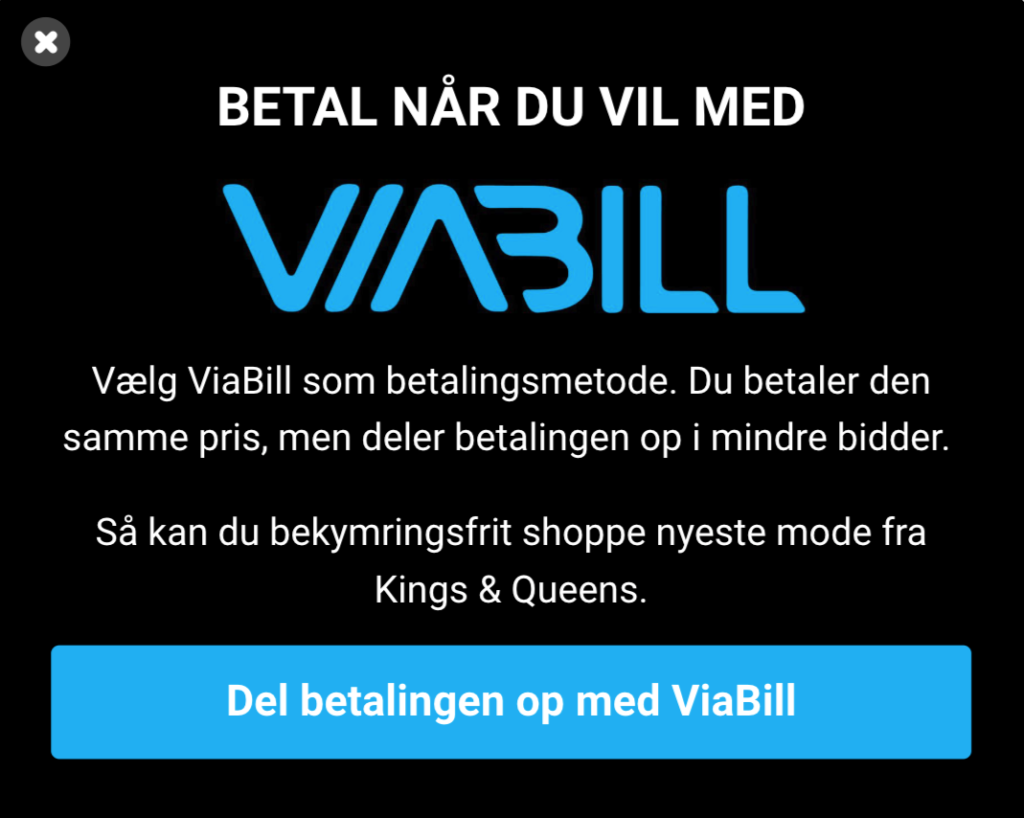 BETAL NÅR DU VIL MED
VIABILL
Vælg ViaBill som betalingsmetode. Du betaler den
samme pris, men deler betalingen op i mindre bidder.
Så kan du bekymringsfrit shoppe nyeste mode fra
Kings & Queens.
Del betalingen op med ViaBill